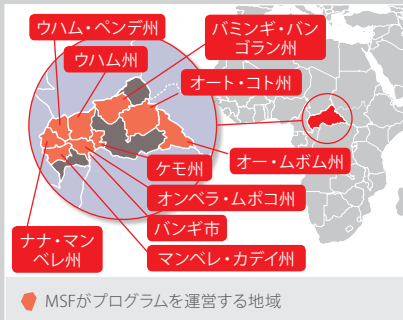 ウハム・ペンデ州
ウハム州
バミンギ・バン
ゴラン州
オート・コト州
オー・ムボム州
ケモ州
オンベラ・ムポコ州
バンギ市
マンベレ・カデイ州
ナナ・マン
ベレ州
MSFがプログラムを運営する地域